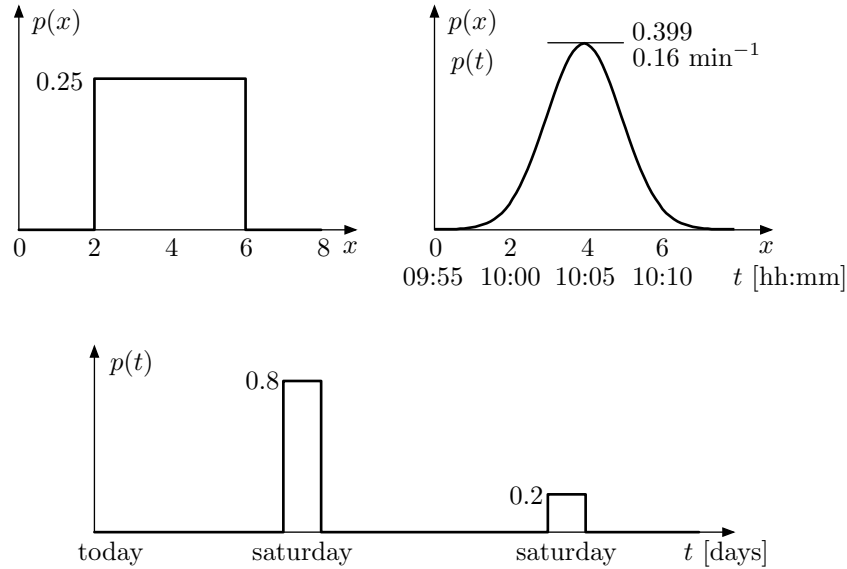 p(x)
0.25
0 2 4 6 8 x
p(x)
p(t)
0.399
0.16 min⁻¹
0 2 4 6 x
09:55 10:00 10:05 10:10 t [hh:mm]
p(t)
0.8
0.2
today saturday saturday t [days]